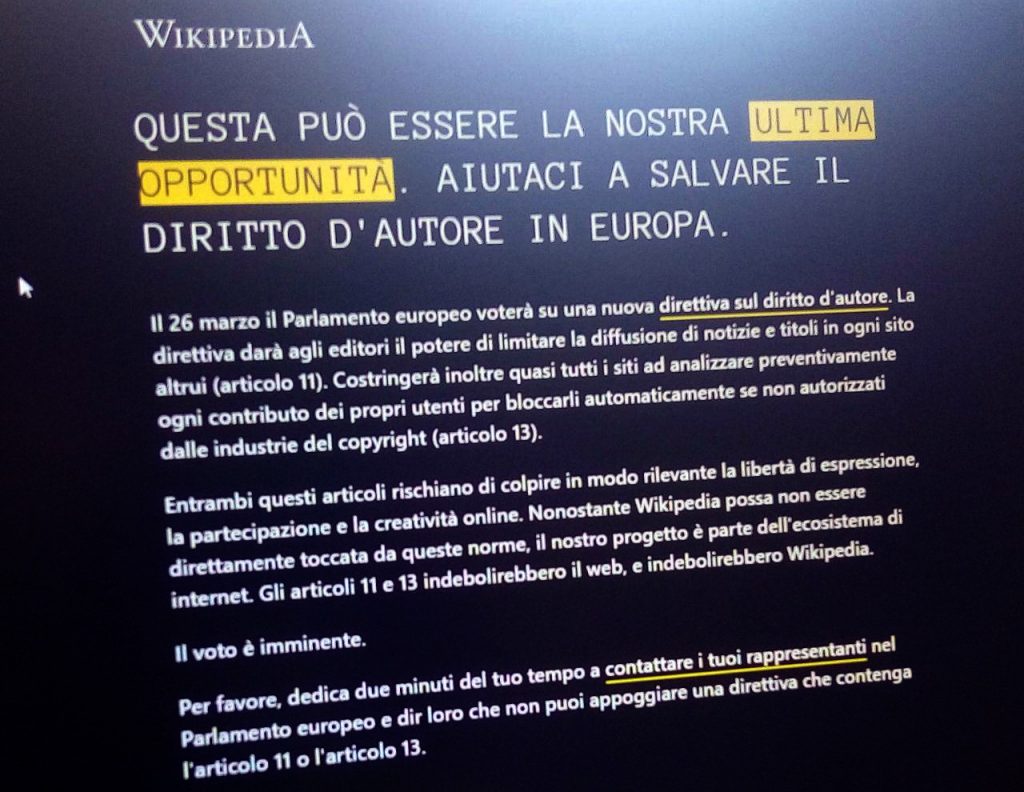 WIKIPEDIA
QUESTA PUÒ ESSERE LA NOSTRA ULTIMA
OPPORTUNITÀ. AIUTACI A SALVARE IL
DIRITTO D'AUTORE IN EUROPA.
Il 26 marzo il Parlamento europeo voterà su una nuova direttiva sul diritto d'autore. La
direttiva darà agli editori il potere di limitare la diffusione di notizie e titoli in ogni sito
altrui (articolo 11). Costringerà inoltre quasi tutti i siti ad analizzare preventivamente
ogni contributo dei propri utenti per bloccarli automaticamente se non autorizzati
dalle industrie del copyright (articolo 13).
Entrambi questi articoli rischiano di colpire in modo rilevante la libertà di espressione,
la partecipazione e la creatività online. Nonostante Wikipedia possa non essere
direttamente toccata da queste norme, il nostro progetto è parte dell'ecosistema di
internet. Gli articoli 11 e 13 indebolirebbero il web, e indebolirebbero Wikipedia.
Il voto è imminente.
Per favore, dedica due minuti del tuo tempo a contattare i tuoi rappresentanti nel
Parlamento europeo e dir loro che non puoi appoggiare una direttiva che contenga
l'articolo 11 o l'articolo 13.